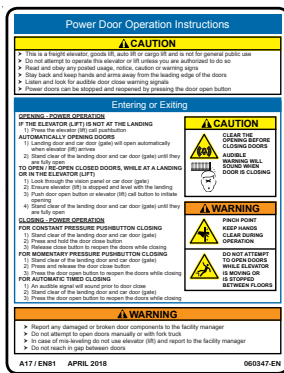 Power Door Operation Instructions
CAUTION
➤ This is a freight elevator, goods lift, auto lift or cargo lift and is not for general public use
➤ Do not attempt to operate this elevator or lift unless you are authorized to do so
➤ Read and obey any posted usage, notice, caution or warning signs
➤ Stay back and keep hands and arms away from the leading edge of the doors
➤ Listen and look for audible door close warning signals
➤ Power doors can be stopped and reopened by pressing the door open button
Entering or Exiting
OPENING - POWER OPERATION
IF THE ELEVATOR (LIFT) IS NOT AT THE LANDING
1) Press the elevator (lift) call pushbutton
AUTOMATICALLY OPENING DOORS
1) Landing door and car door (gate) will open automatically
when elevator (lift) arrives
2) Stand clear of the landing door and car door (gate) until they
are fully open
TO OPEN / RE-OPEN CLOSED DOORS, WHILE AT A LANDING
OR IN THE ELEVATOR (LIFT)
1) Look through the vision panel or car door (gate)
2) Ensure elevator (lift) is stopped and level with the landing
3) Push door open button or elevator (lift) call button to initiate
opening
4) Stand clear of the landing door and car door (gate) until they
are fully open
CLOSING - POWER OPERATION
FOR CONSTANT PRESSURE PUSHBUTTON CLOSING
1) Stand clear of the landing door and car door (gate)
2) Press and hold the door close button
3) Release close button to reopen the doors while closing
FOR MOMENTARY PRESSURE PUSHBUTTON CLOSING
1) Stand clear of the landing door and car door (gate)
2) Press and release the door close button
3) Press the door open button to reopen the doors while closing
FOR AUTOMATIC TIMED CLOSING
1) An audible signal will sound prior to door close
2) Stand clear of the landing door and car door (gate)
3) Press the door open button to reopen the doors while closing
CAUTION
CLEAR THE
OPENING BEFORE
CLOSING DOORS
AUDIBLE
WARNING WILL
SOUND WHEN
DOOR IS CLOSING
WARNING
PINCH POINT
KEEP HANDS
CLEAR DURING
OPERATION
DO NOT ATTEMPT
TO OPEN DOORS
WHILE ELEVATOR
IS MOVING OR
IS STOPPED
BETWEEN FLOORS
WARNING
➤ Report any damaged or broken door components to the facility manager
➤ Do not attempt to open doors manually or with fork truck
➤ In case of mis-leveling do not use elevator (lift) and report to the facility manager
➤ Do not reach in gap between doors
A17 / EN81 APRIL 2018 060347-EN